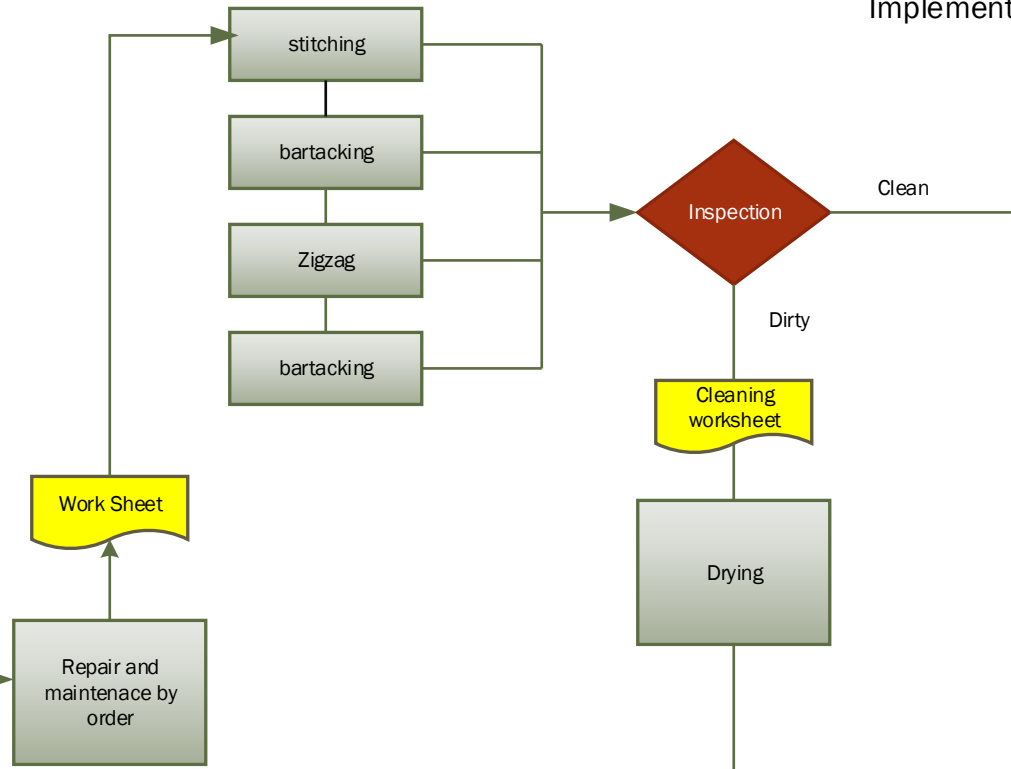 Implement
stitching
bartacking
Zigzag
bartacking
Inspection
Clean
Dirty
Cleaning
worksheet
Work Sheet
Drying
Repair and
maintenace by
order